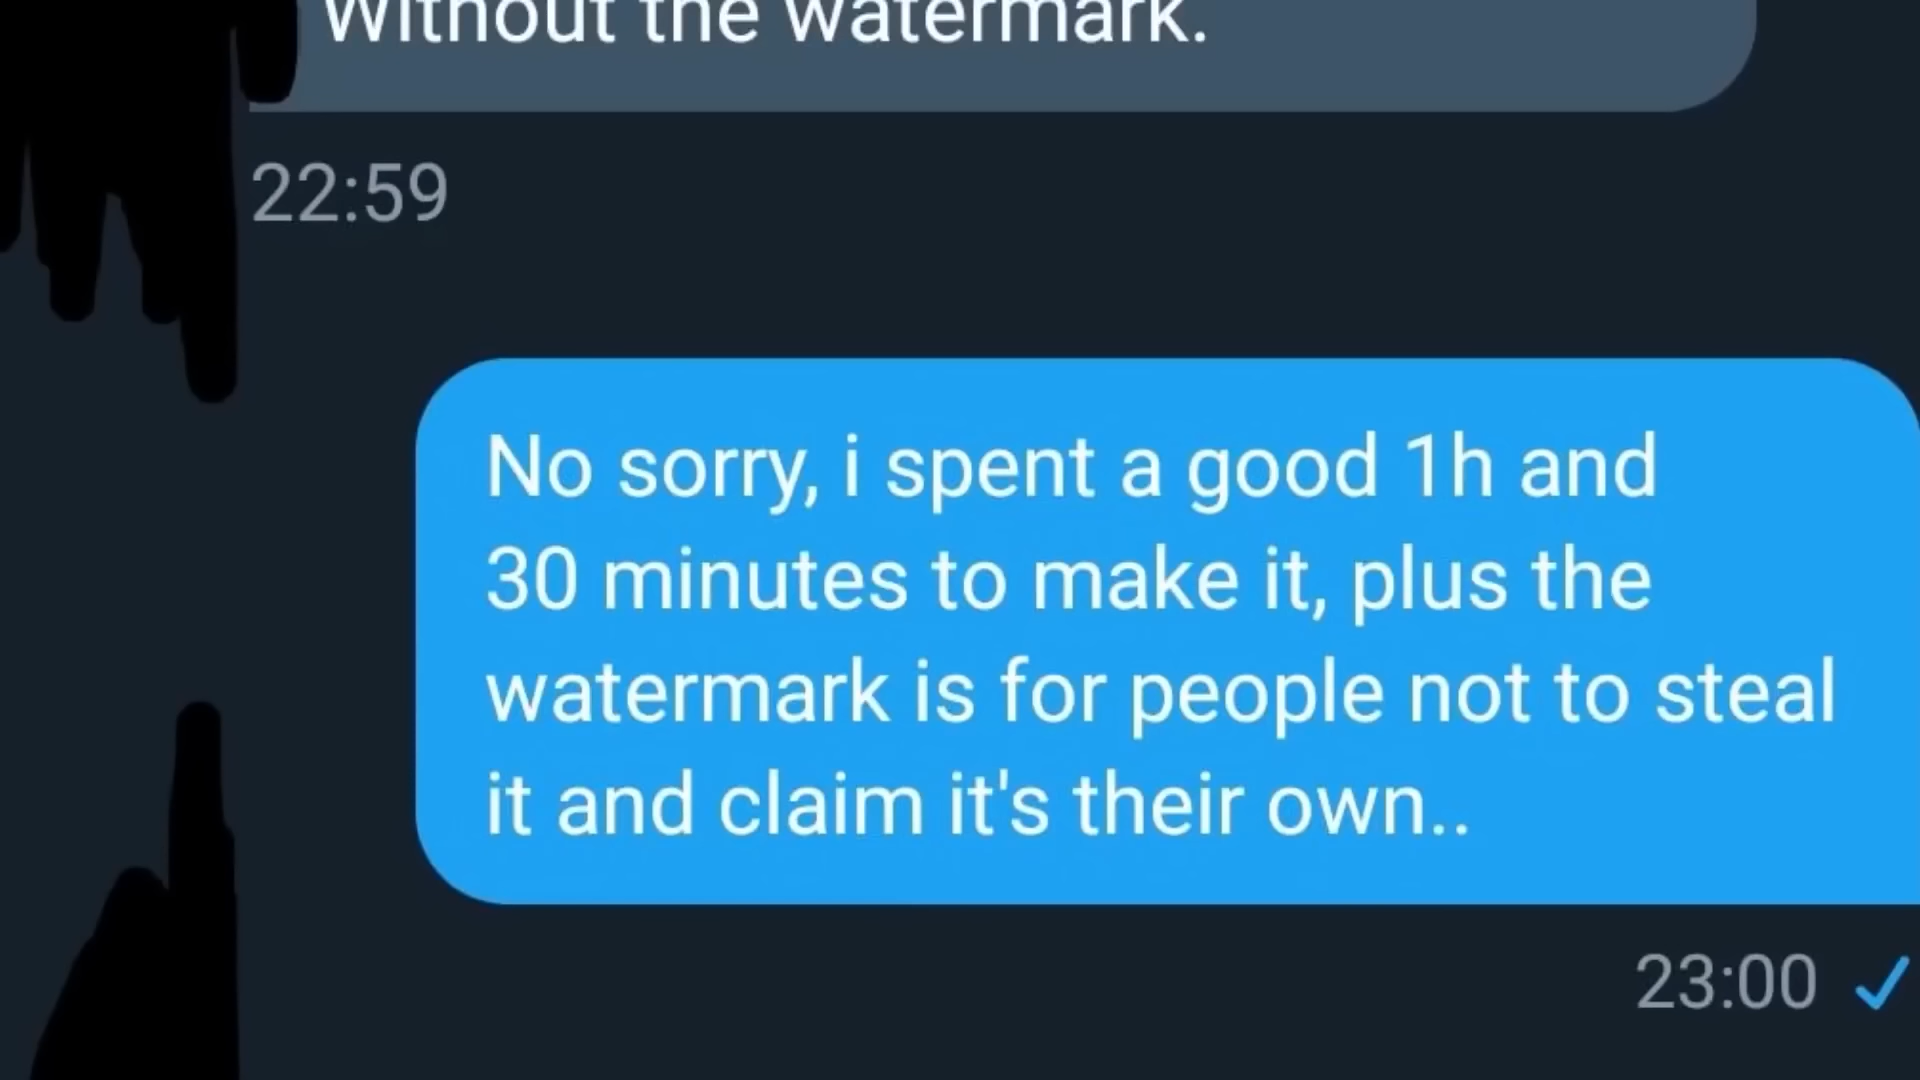 Without the watermark.
22:59
No sorry, i spent a good 1h and
30 minutes to make it, plus the
watermark is for people not to steal
it and claim it's their own..
23:00